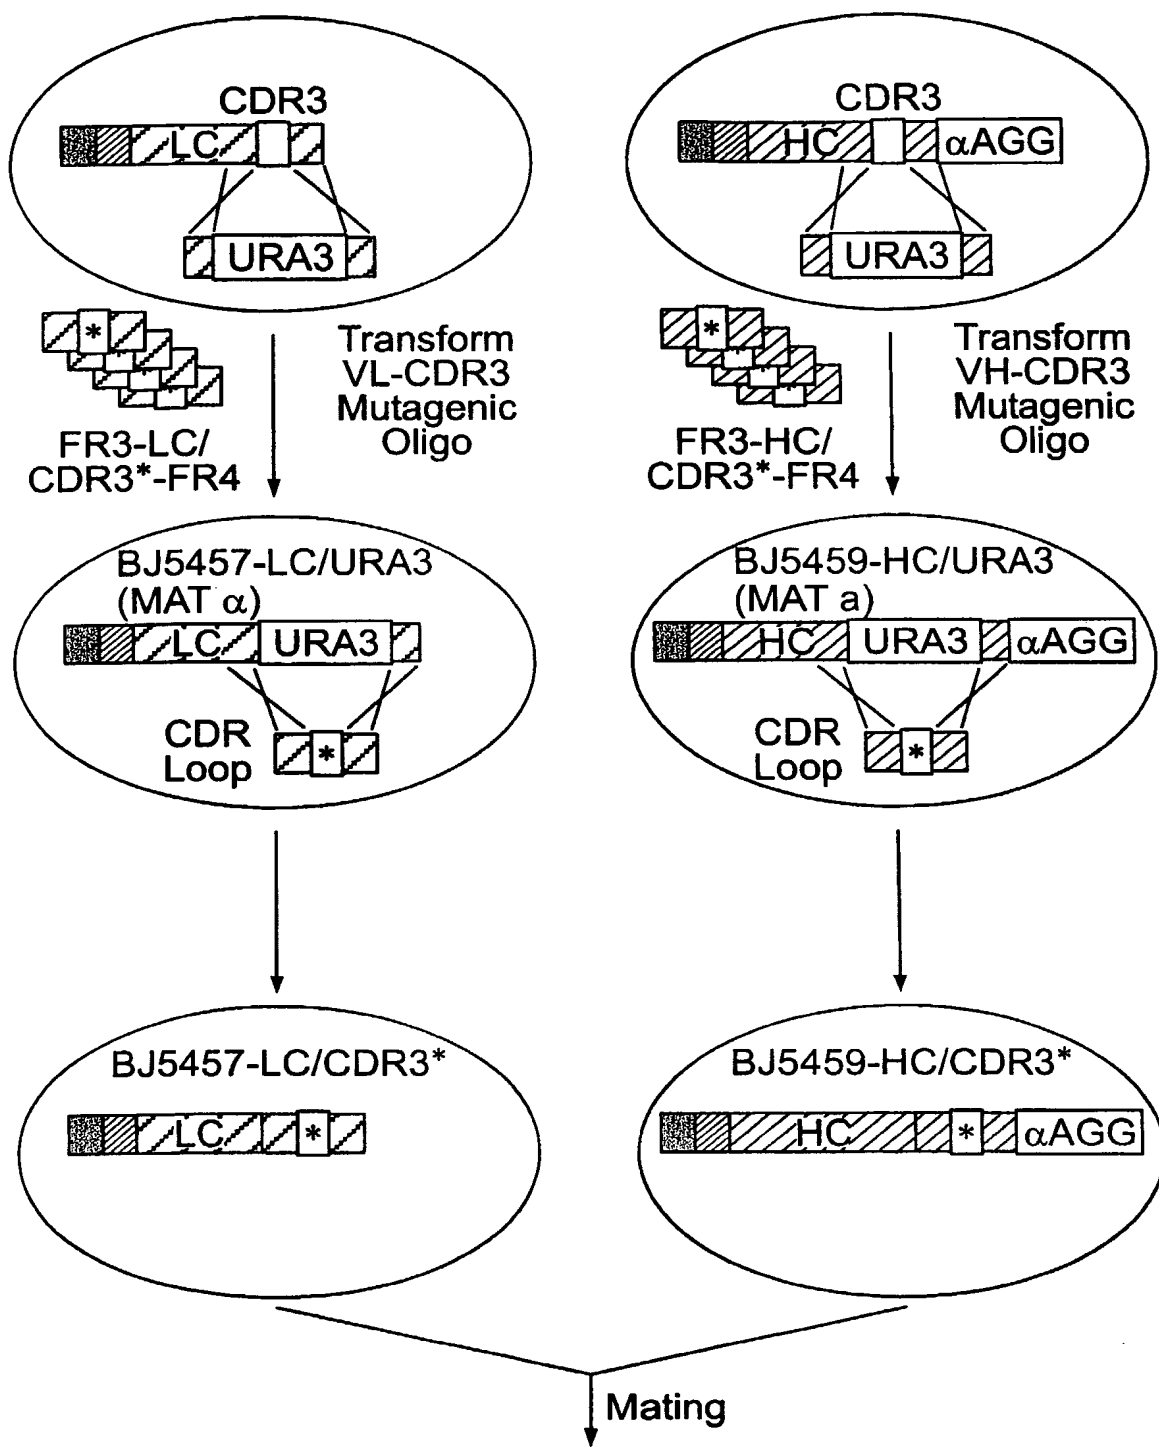 CDR3
LC
URA3
*
Transform
VL-CDR3
Mutagenic
Oligo
FR3-LC/
CDR3*-FR4
BJ5457-LC/URA3
(MAT α)
LC URA3
CDR
Loop
*
BJ5457-LC/CDR3*
LC *
CDR3
HC αAGG
URA3
*
Transform
VH-CDR3
Mutagenic
Oligo
FR3-HC/
CDR3*-FR4
BJ5459-HC/URA3
(MAT a)
HC URA3 αAGG
CDR
Loop
*
BJ5459-HC/CDR3*
HC * αAGG
Mating